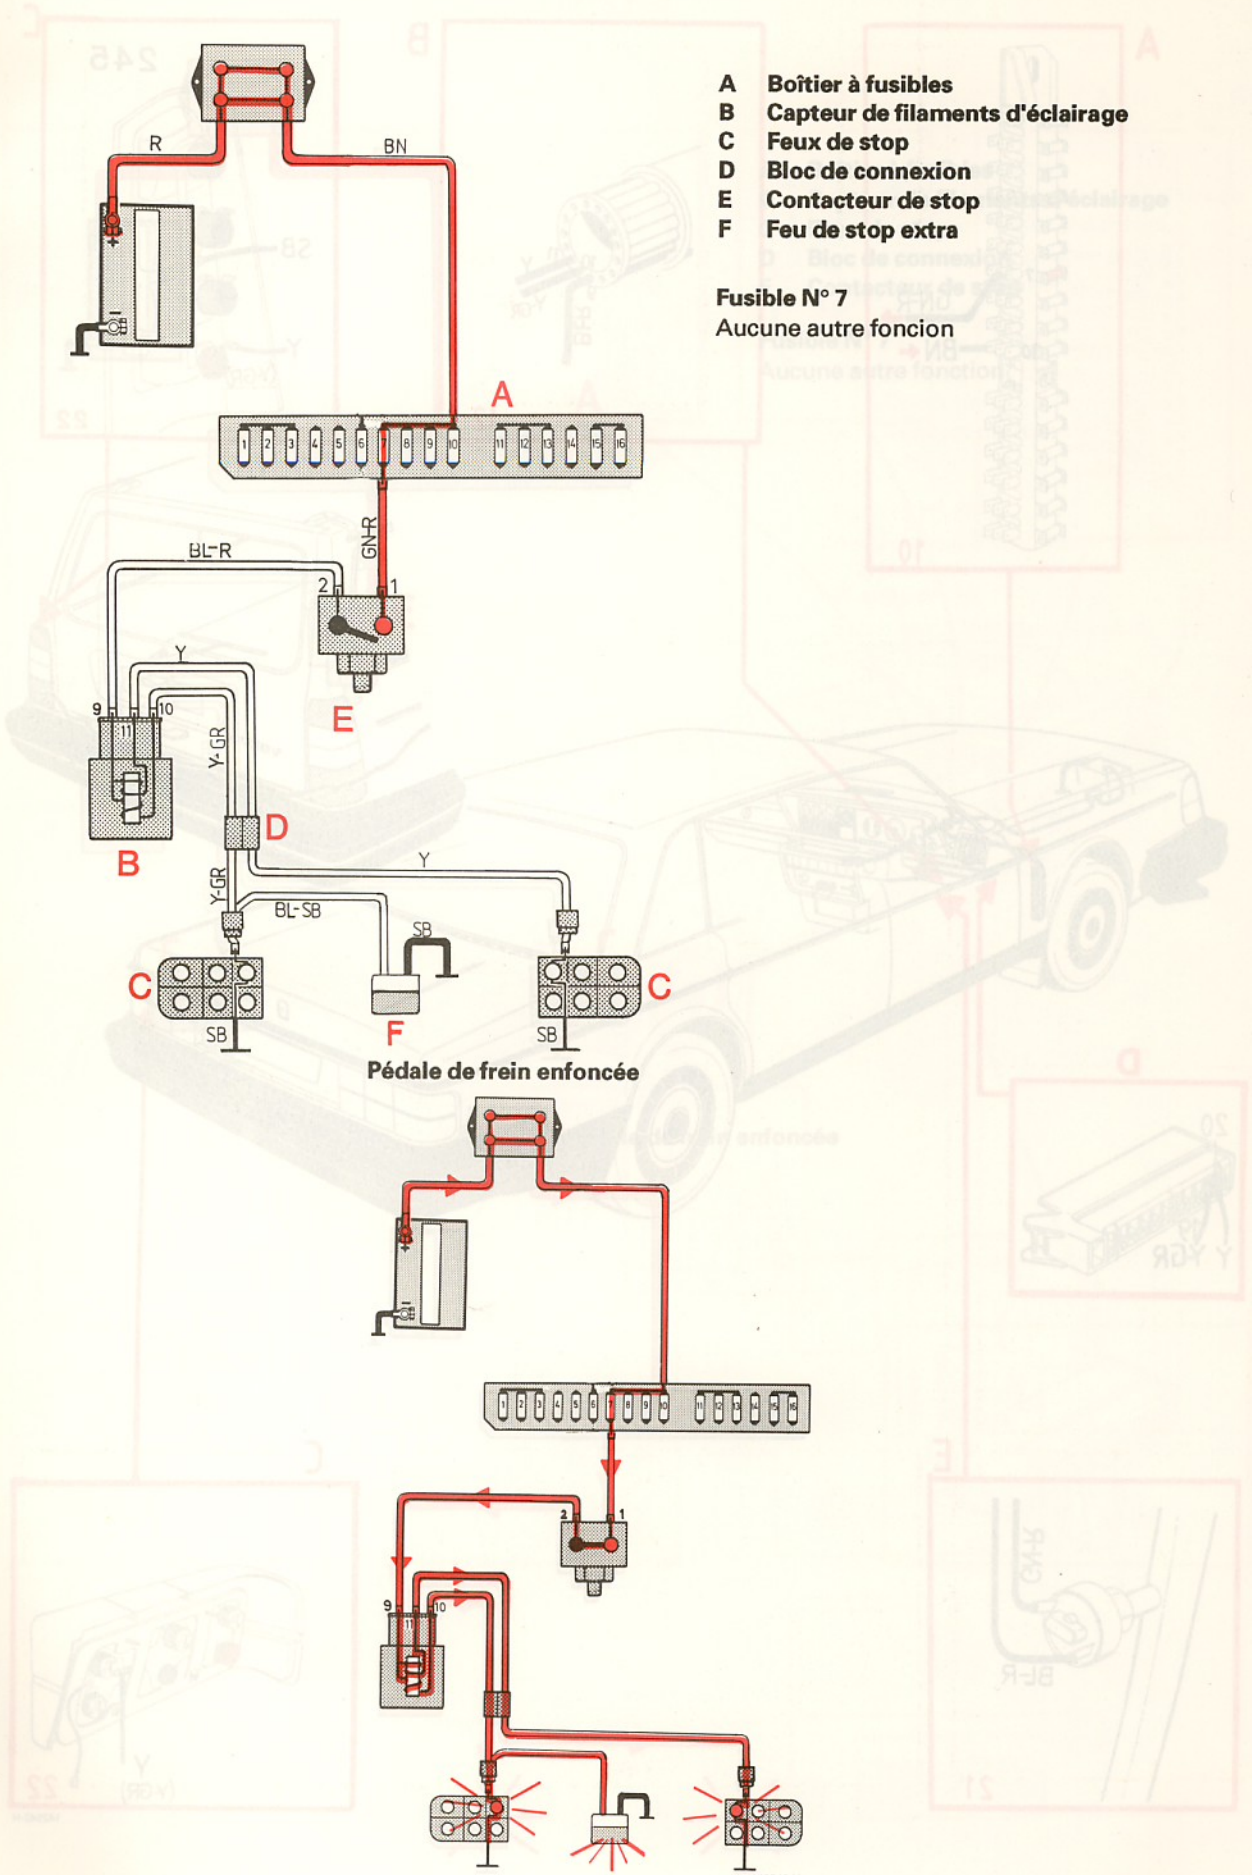 A Boîtier à fusibles
B Capteur de filaments d'éclairage
C Feux de stop
D Bloc de connexion
E Contacteur de stop
F Feu de stop extra
Fusible N° 7
Aucune autre foncion
R
BN
+
−
A
1 2 3 4 5 6 7 8 9 10 11 12 13 14 15 16
GN-R
BL-R
2 1
E
Y
9 11 10
Y-GR
D
B
Y
Y-GR
BL-SB
SB
C
C
SB
F
SB
Pédale de frein enfoncée
+
−
1 2 3 4 5 6 7 8 9 10 11 12 13 14 15 16
2 1
9 11 10